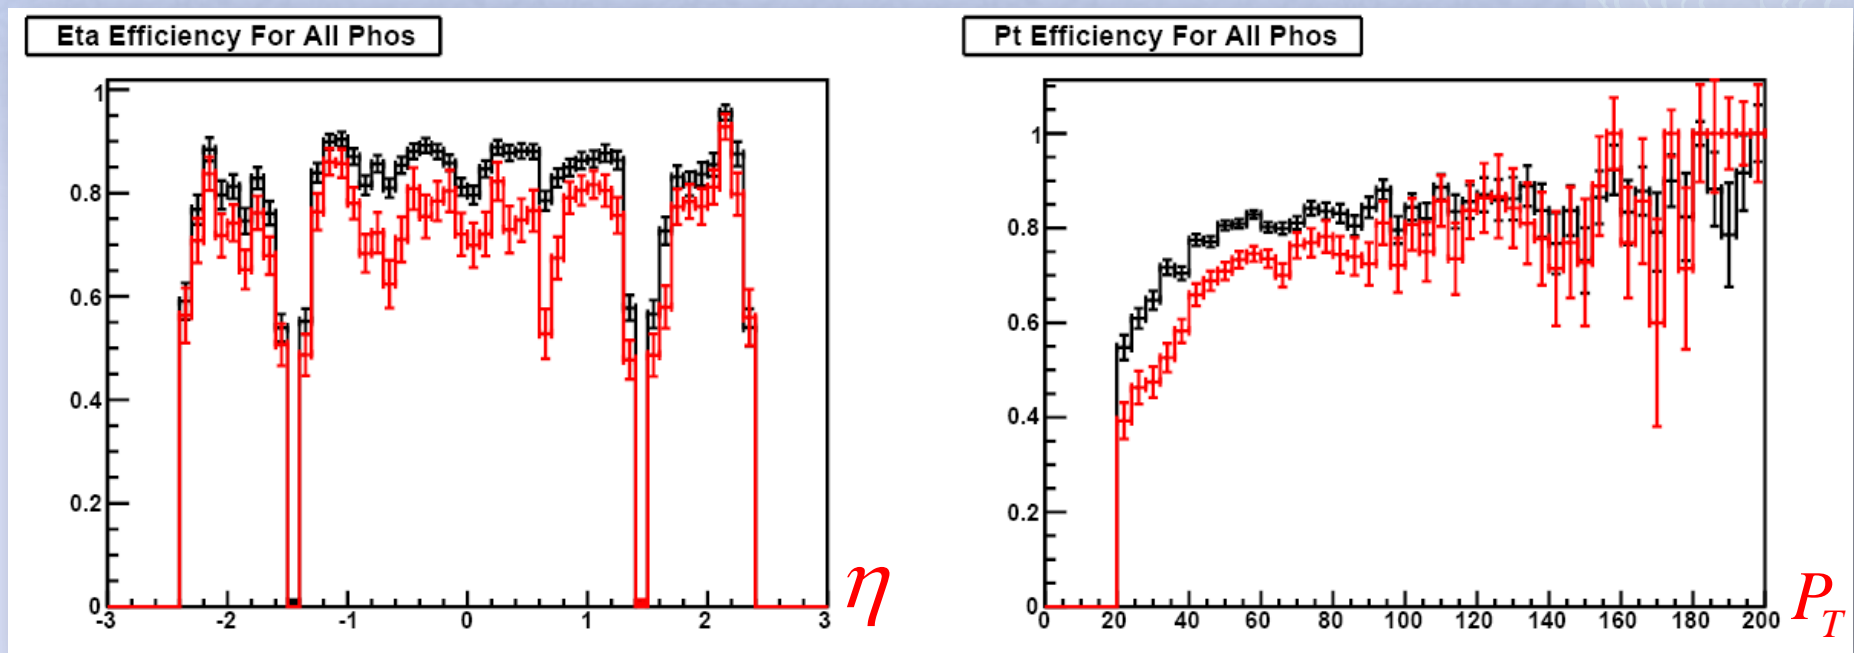 Eta Efficiency For All Phos
1
0.8
0.6
0.4
0.2
0
-3 -2 -1 0 1 2 3
η
Pt Efficiency For All Phos
1
0.8
0.6
0.4
0.2
0
0 20 40 60 80 100 120 140 160 180 200
P_T